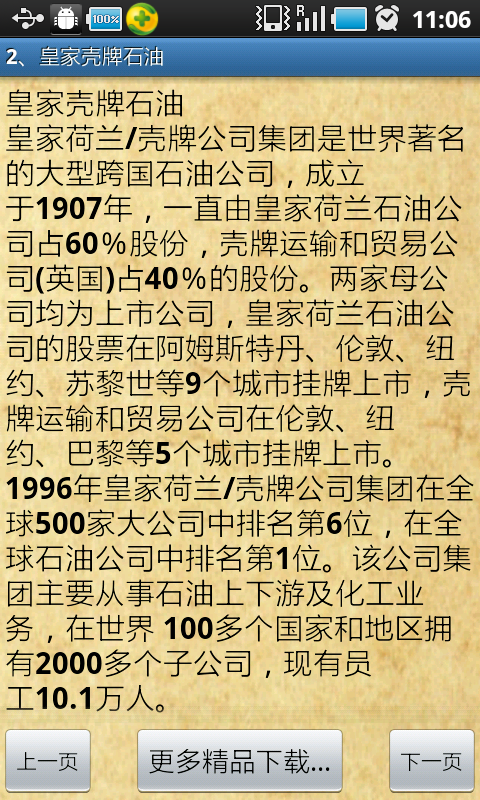 100%
R
11:06
2、皇家壳牌石油
皇家壳牌石油
皇家荷兰/壳牌公司集团是世界著名
的大型跨国石油公司，成立
于1907年，一直由皇家荷兰石油公
司占60％股份，壳牌运输和贸易公
司(英国)占40％的股份。两家母公
司均为上市公司，皇家荷兰石油公
司的股票在阿姆斯特丹、伦敦、纽
约、苏黎世等9个城市挂牌上市，壳
牌运输和贸易公司在伦敦、纽
约、巴黎等5个城市挂牌上市。
1996年皇家荷兰/壳牌公司集团在全
球500家大公司中排名第6位，在全
球石油公司中排名第1位。该公司集
团主要从事石油上下游及化工业
务，在世界 100多个国家和地区拥
有2000多个子公司，现有员
工10.1万人。
上一页
更多精品下载...
下一页